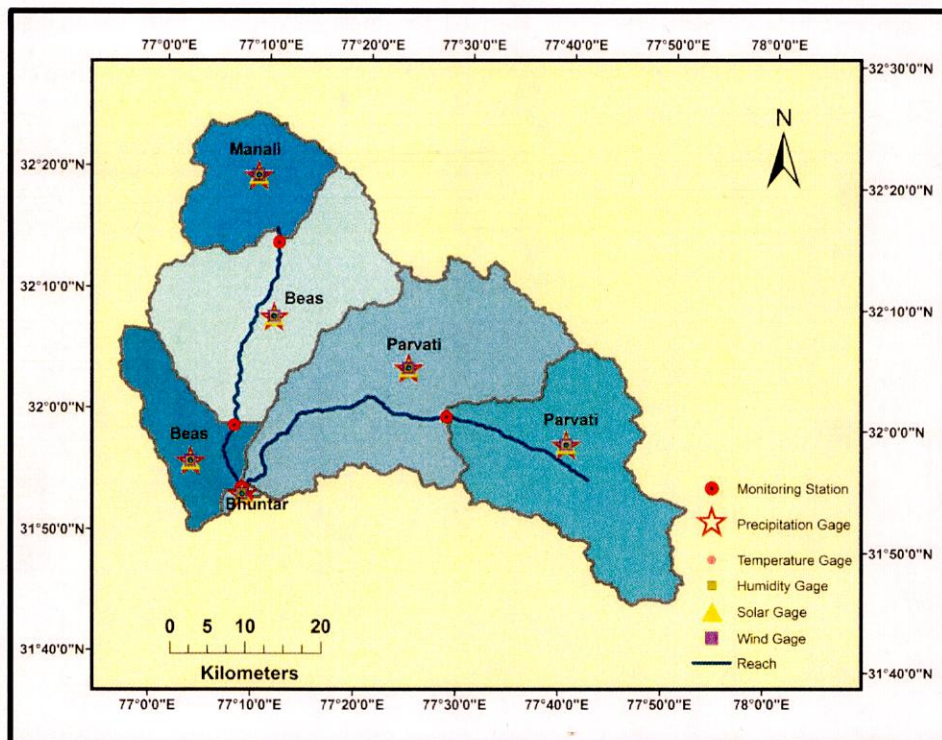 77°0'0"E 77°10'0"E 77°20'0"E 77°30'0"E 77°40'0"E 77°50'0"E 78°0'0"E
32°30'0"N
N
Manali
32°20'0"N
32°20'0"N
Beas
32°10'0"N
32°10'0"N
Parvati
32°0'0"N
Parvati
32°0'0"N
Beas
Monitoring Station
Bhuntar
31°50'0"N
Precipitation Gage
31°50'0"N
Temperature Gage
Humidity Gage
Solar Gage
0 5 10 20
Wind Gage
31°40'0"N
Kilometers
Reach
31°40'0"N
77°0'0"E 77°10'0"E 77°20'0"E 77°30'0"E 77°40'0"E 77°50'0"E 78°0'0"E